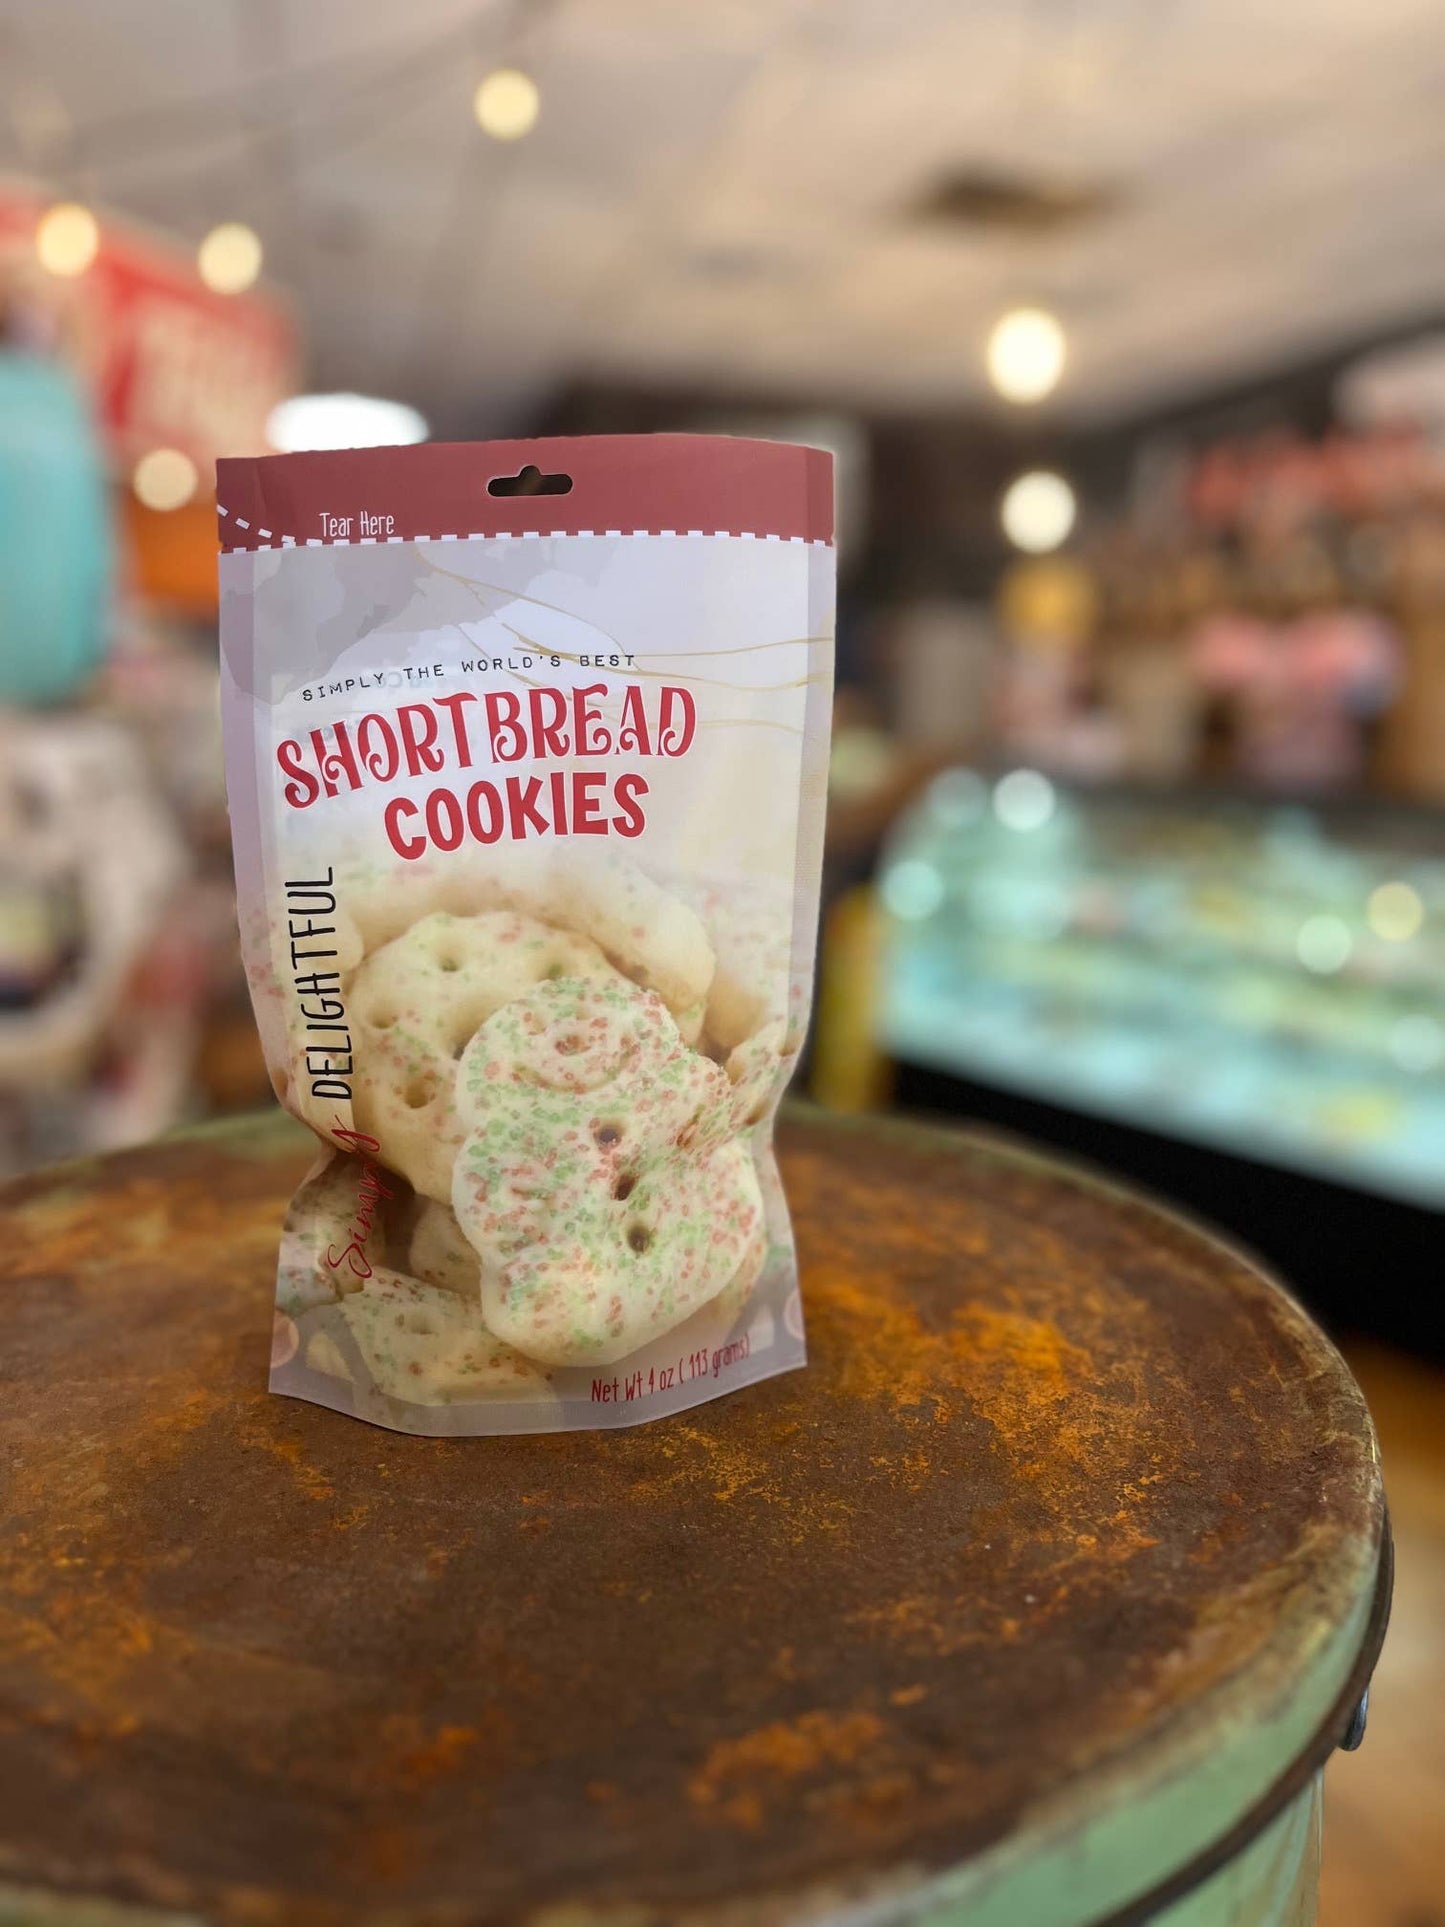 Tear Here
SIMPLY THE WORLD'S BEST
SHORTBREAD
COOKIES
Simply DELIGHTFUL
Net Wt 4 oz ( 113 grams)